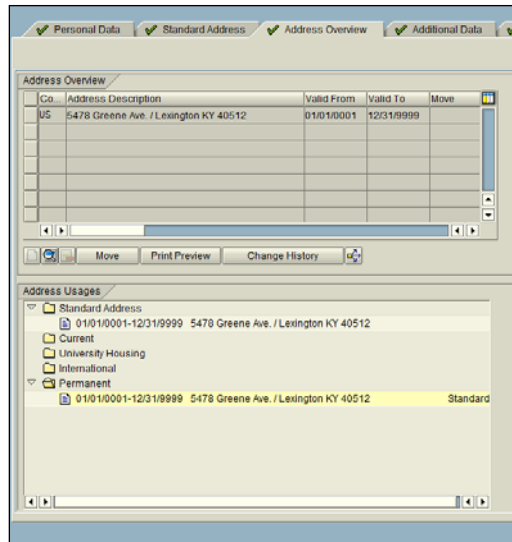 Personal Data Standard Address Address Overview Additional Data
Address Overview
Co... Address Description Valid From Valid To Move
US 5478 Greene Ave. / Lexington KY 40512 01/01/0001 12/31/9999
Move Print Preview Change History
Address Usages
Standard Address
01/01/0001-12/31/9999 5478 Greene Ave. / Lexington KY 40512
Current
University Housing
International
Permanent
01/01/0001-12/31/9999 5478 Greene Ave. / Lexington KY 40512 Standard